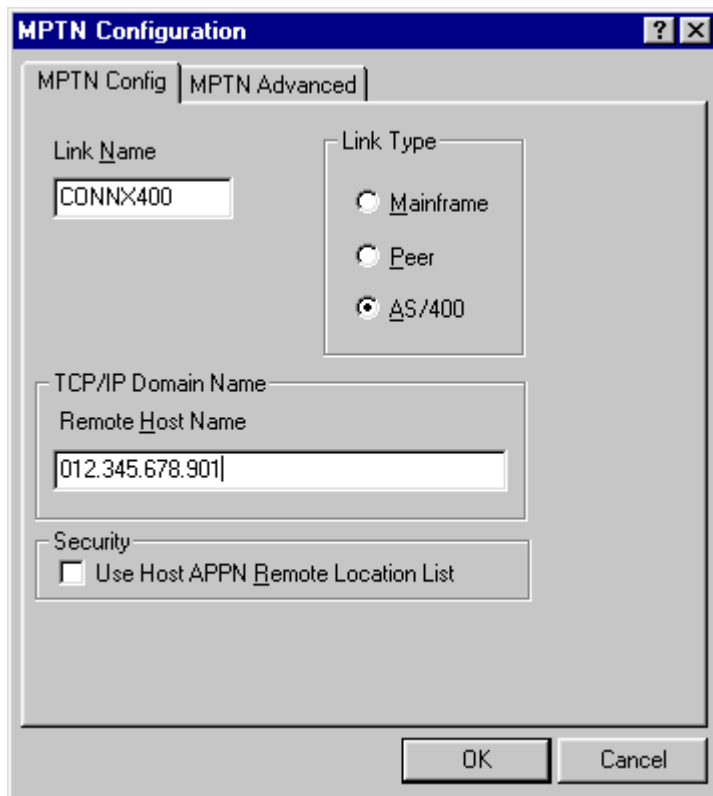 MPTN Configuration
MPTN Config
MPTN Advanced
Link Name
CONNX400
Link Type
Mainframe
Peer
AS/400
TCP/IP Domain Name
Remote Host Name
012.345.678.901
Security
Use Host APPN Remote Location List
OK
Cancel